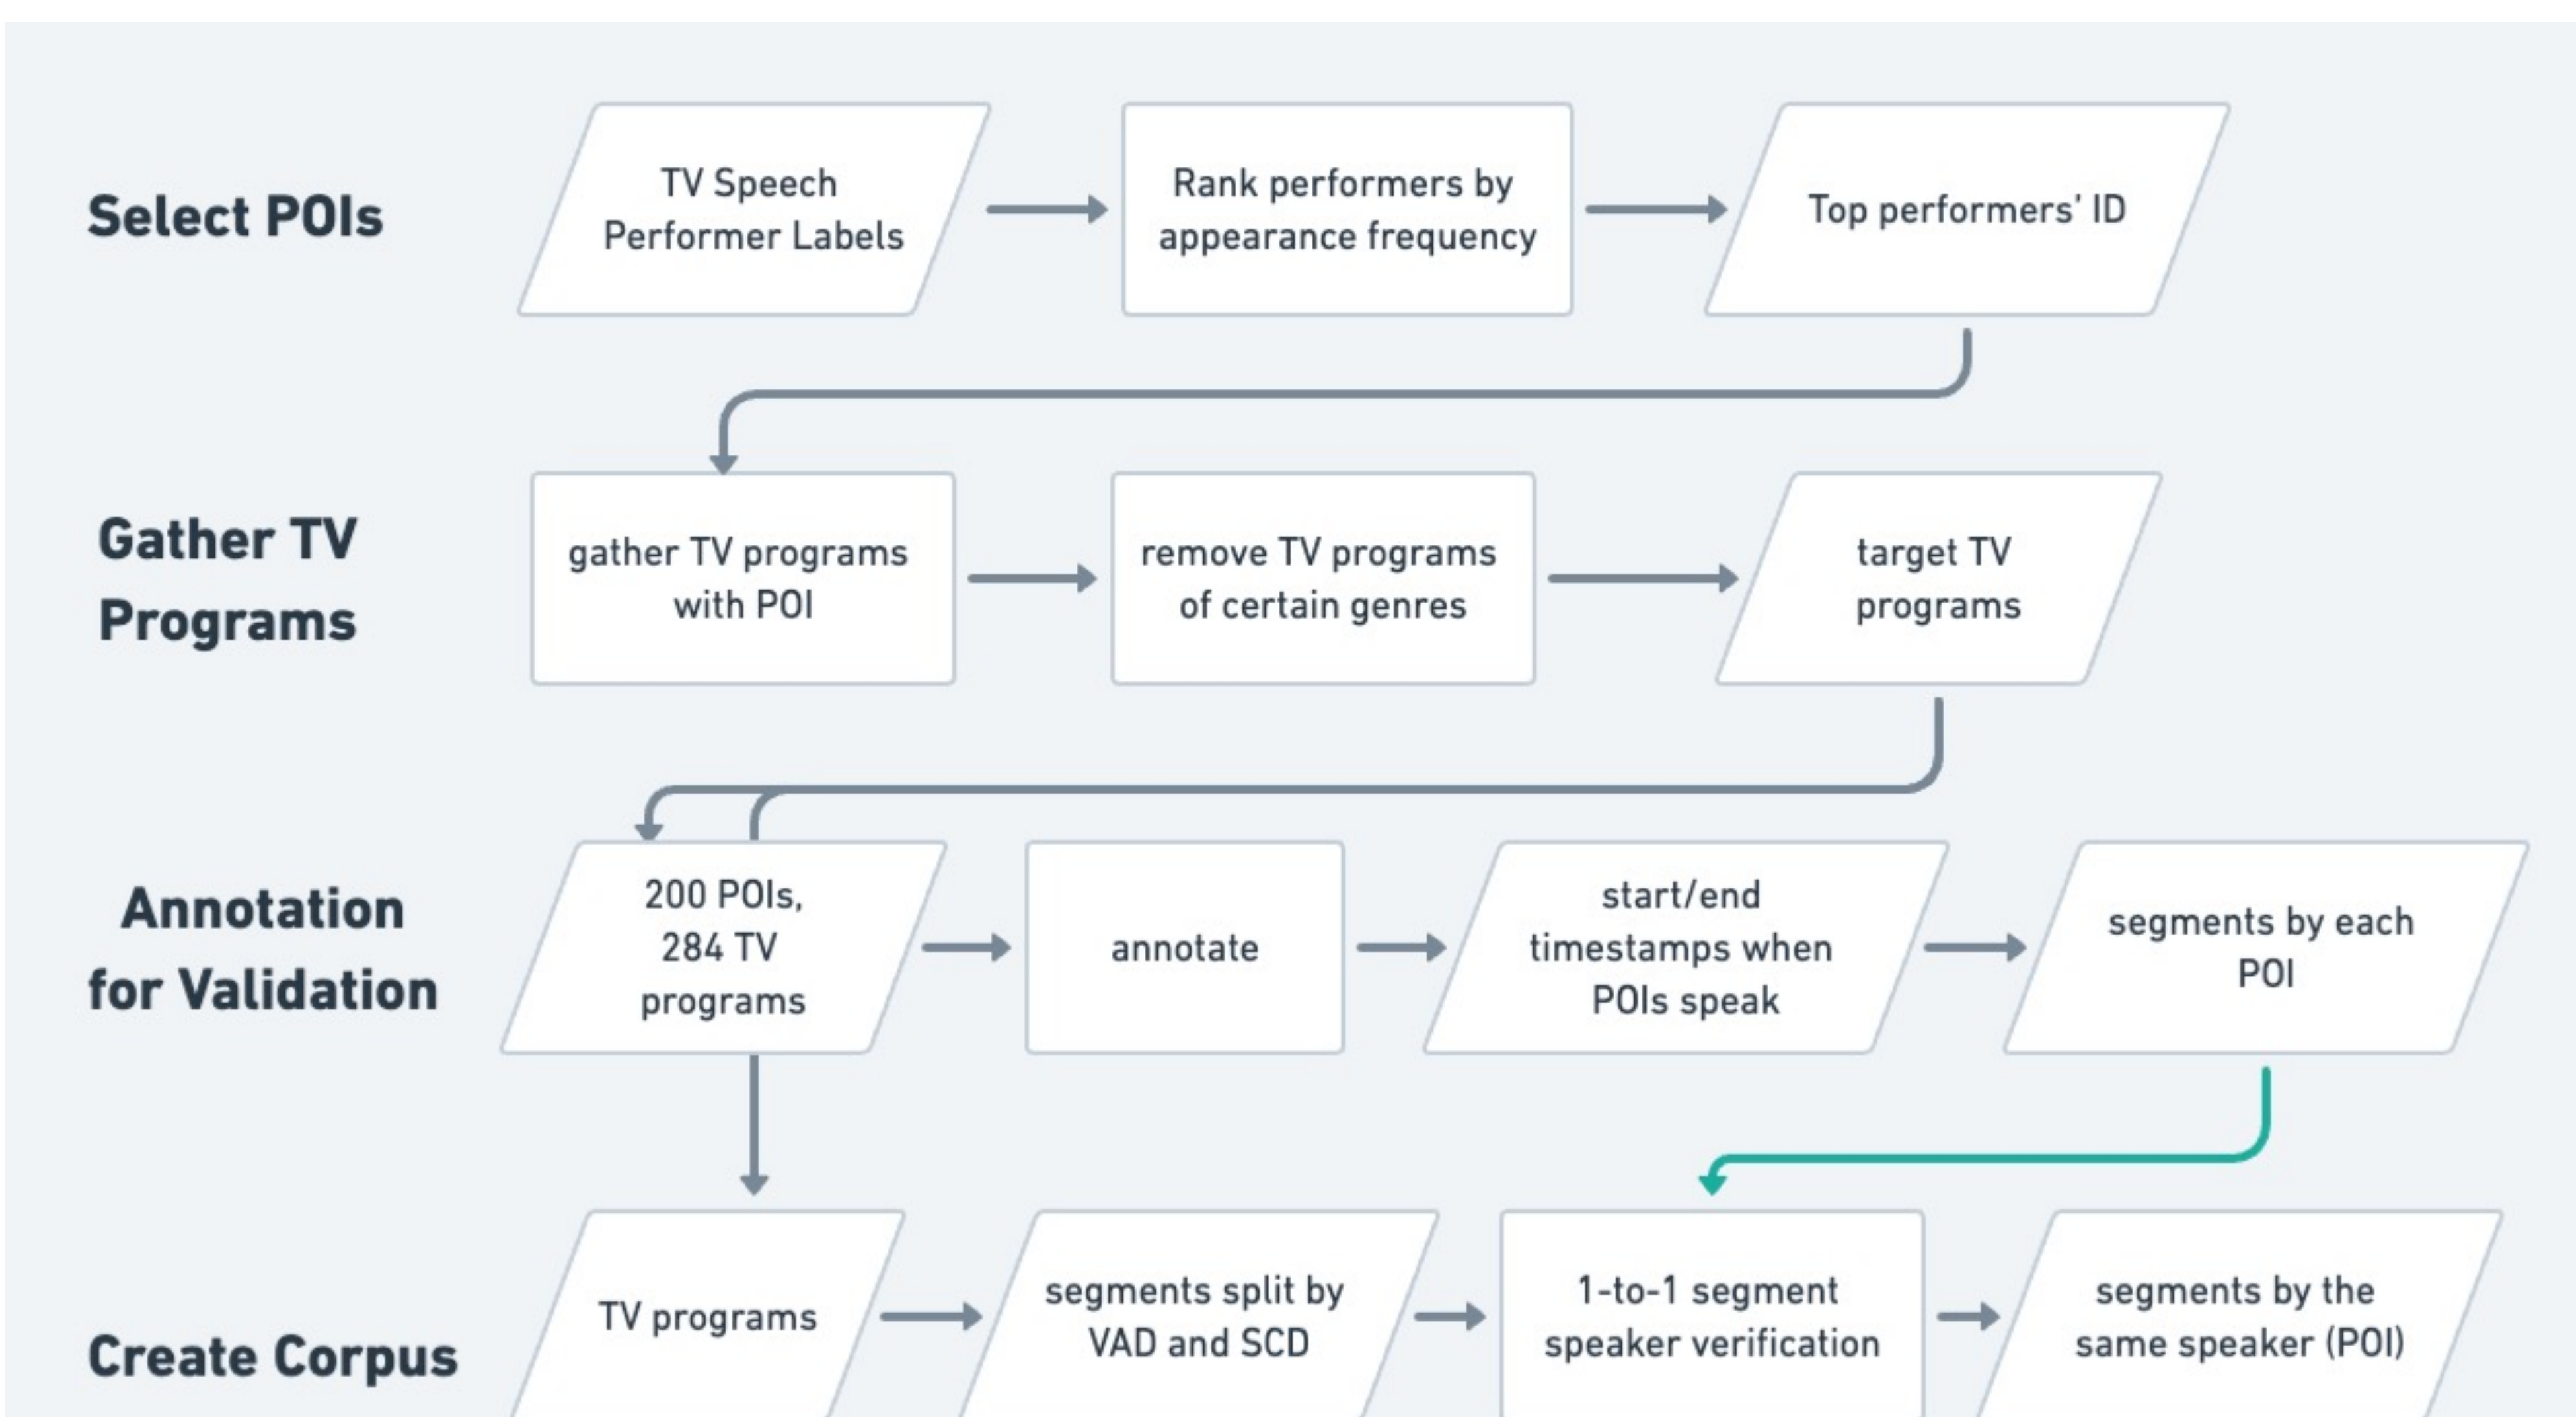 Select POIs
TV Speech
Performer Labels
Rank performers by
appearance frequency
Top performers’ ID
Gather TV
Programs
gather TV programs
with POI
remove TV programs
of certain genres
target TV
programs
Annotation
for Validation
200 POIs,
284 TV
programs
annotate
start/end
timestamps when
POIs speak
segments by each
POI
Create Corpus
TV programs
segments split by
VAD and SCD
1-to-1 segment
speaker verification
segments by the
same speaker (POI)